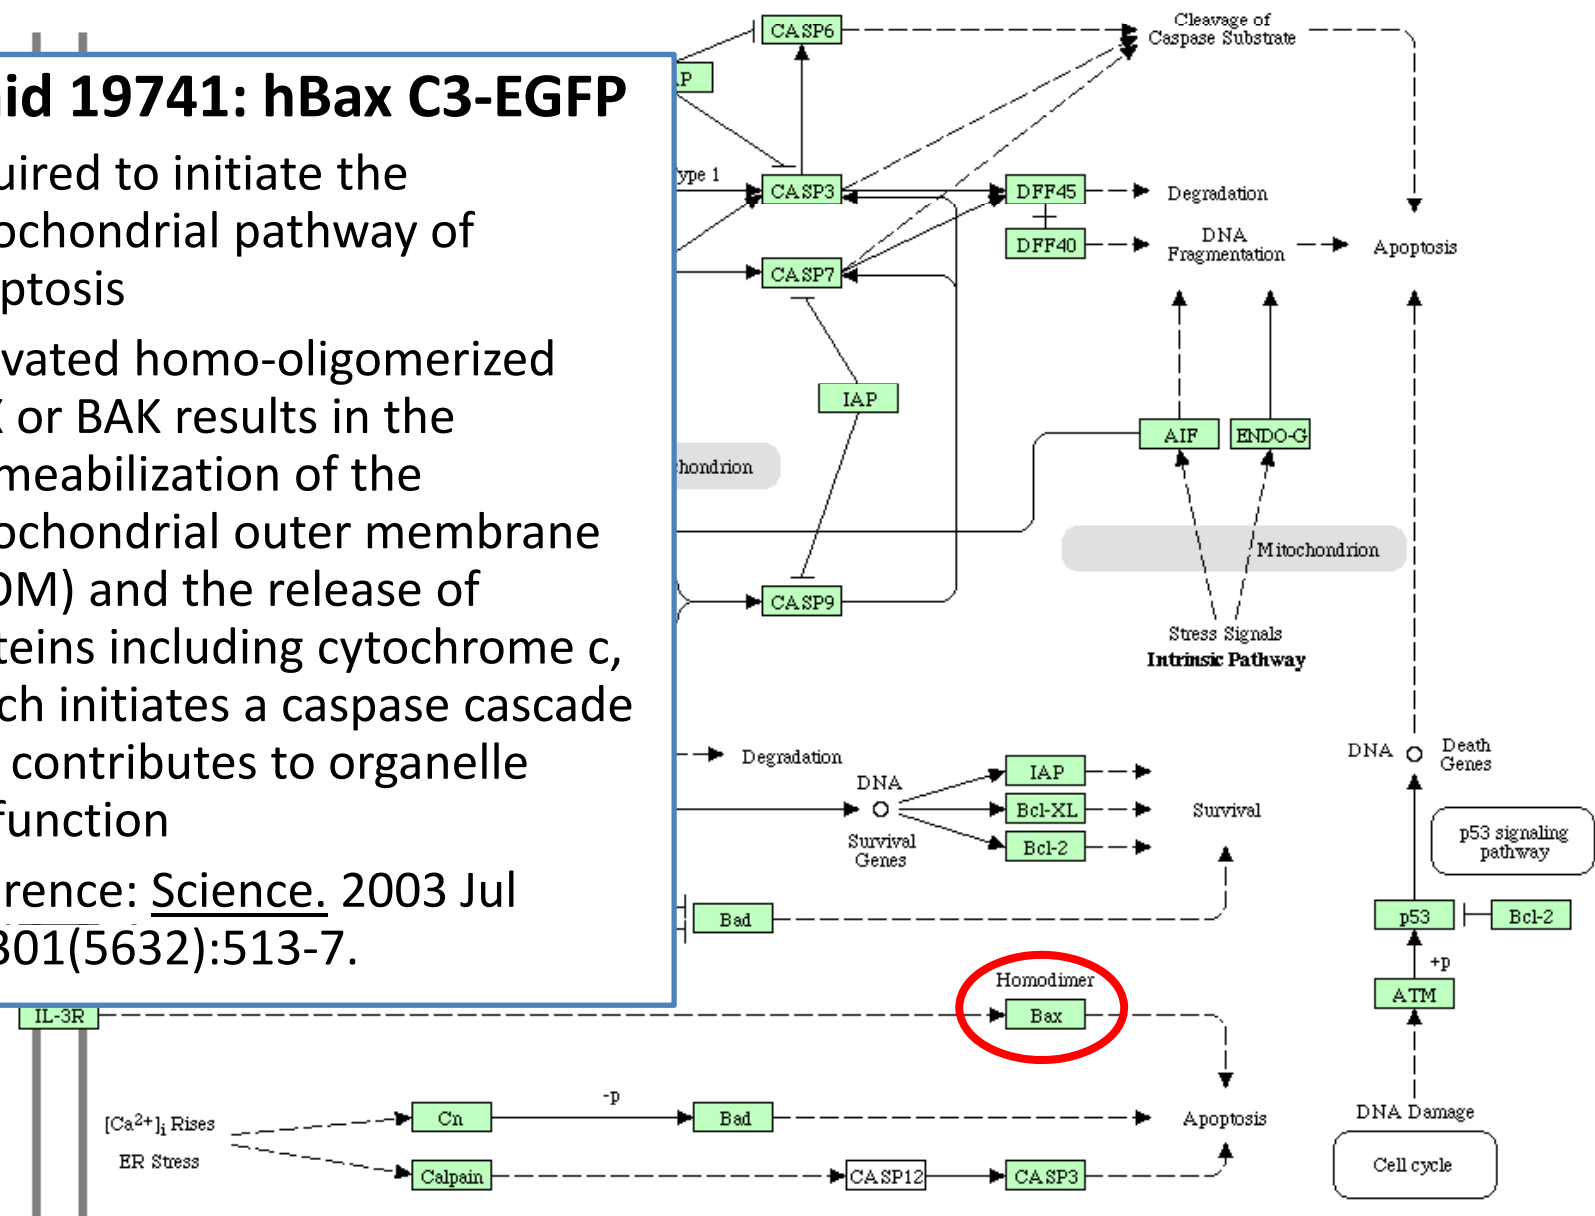 id 19741: hBax C3-EGFP
uired to initiate the
ochondrial pathway of
ptosis
vated homo-oligomerized
X or BAK results in the
meabilization of the
ochondrial outer membrane
OM) and the release of
teins including cytochrome c,
ch initiates a caspase cascade
contributes to organelle
function
rence: Science. 2003 Jul
301(5632):513-7.
CASP6
Cleavage of
Caspase Substrate
AP
ype 1
CASP3
DFF45
Degradation
DFF40
DNA
Fragmentation
Apoptosis
CASP7
IAP
AIF
ENDO-G
chondrion
Mitochondrion
CASP9
Stress Signals
Intrinsic Pathway
Degradation
DNA
Survival
Genes
IAP
Bcl-XL
Bcl-2
Survival
DNA
Death
Genes
p53 signaling
pathway
Bad
p53
Bcl-2
+p
ATM
Homodimer
Bax
IL-3R
[Ca2+]i Rises
ER Stress
Cn
-p
Bad
Apoptosis
Calpain
CASP12
CASP3
DNA Damage
Cell cycle